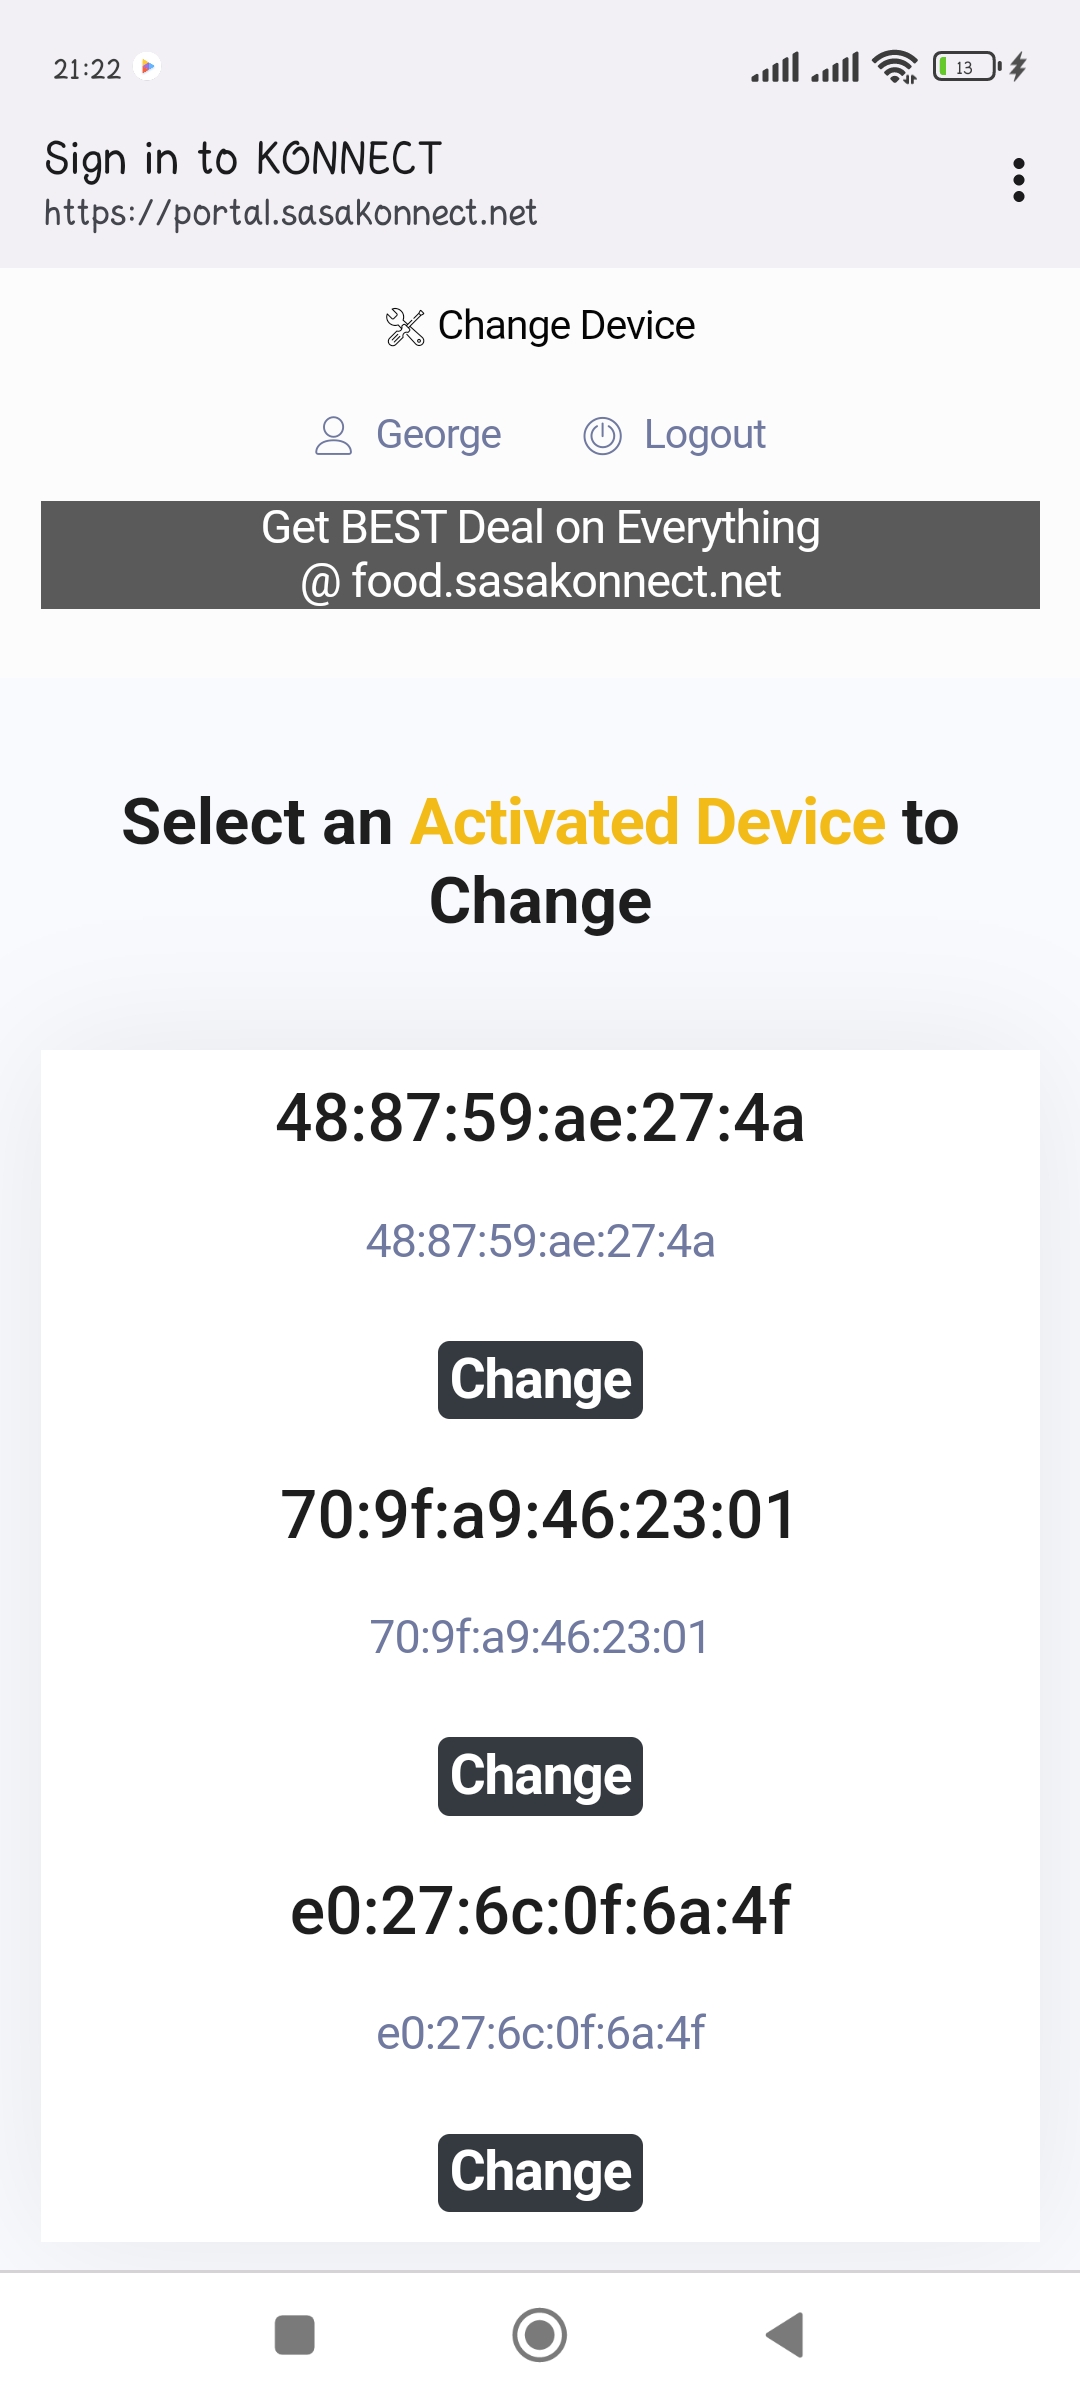 21:22
13
Sign in to KONNECT
https://portal.sasakonnect.net
Change Device
George Logout
Get BEST Deal on Everything
@ food.sasakonnect.net
Select an Activated Device to
Change
48:87:59:ae:27:4a
48:87:59:ae:27:4a
Change
70:9f:a9:46:23:01
70:9f:a9:46:23:01
Change
e0:27:6c:0f:6a:4f
e0:27:6c:0f:6a:4f
Change